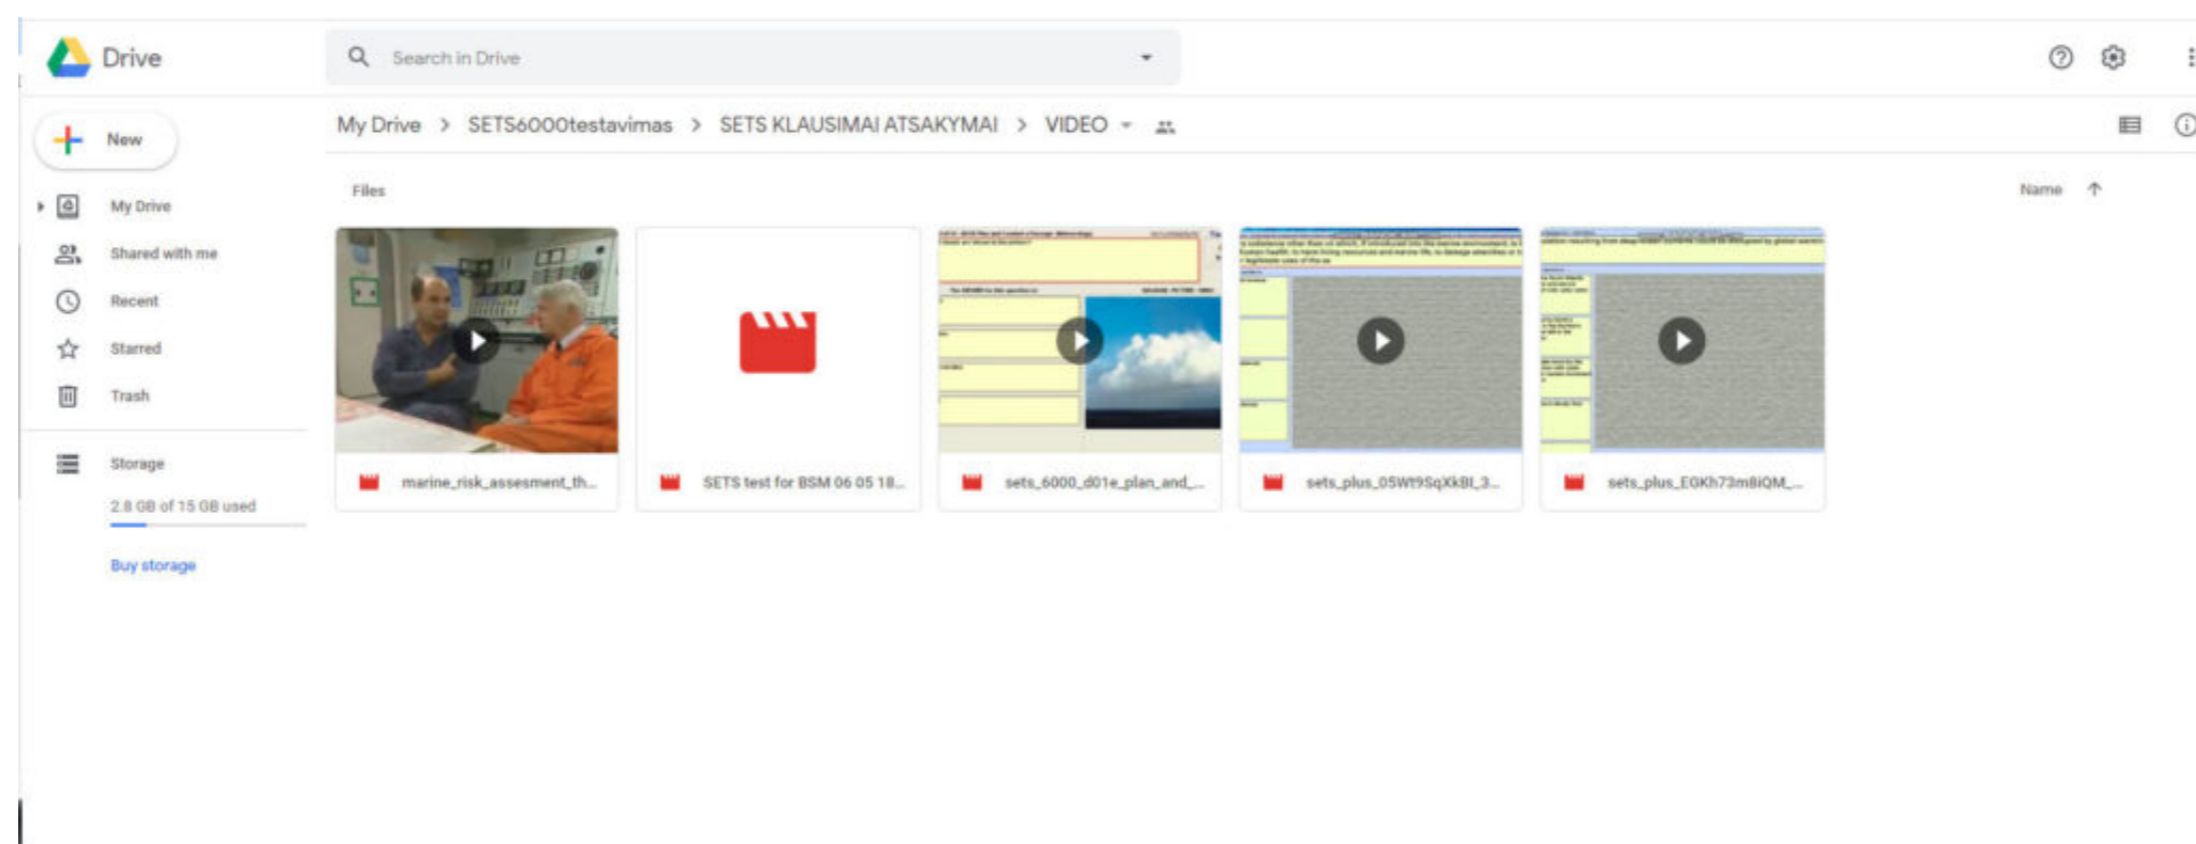 Drive
Search in Drive
New
My Drive > SETS6000testavimas > SETS KLAUSIMAI ATSAKYMAI > VIDEO
My Drive
Shared with me
Recent
Starred
Trash
Storage
2.8 GB of 15 GB used
Buy storage
Files
Name
marine_risk_assesment_th...
SETS test for BSM 06 05 18...
sets_6000_d01e_plan_and_...
sets_plus_05Wt9SqXkBI_3...
sets_plus_EGKh73m8iQM_...